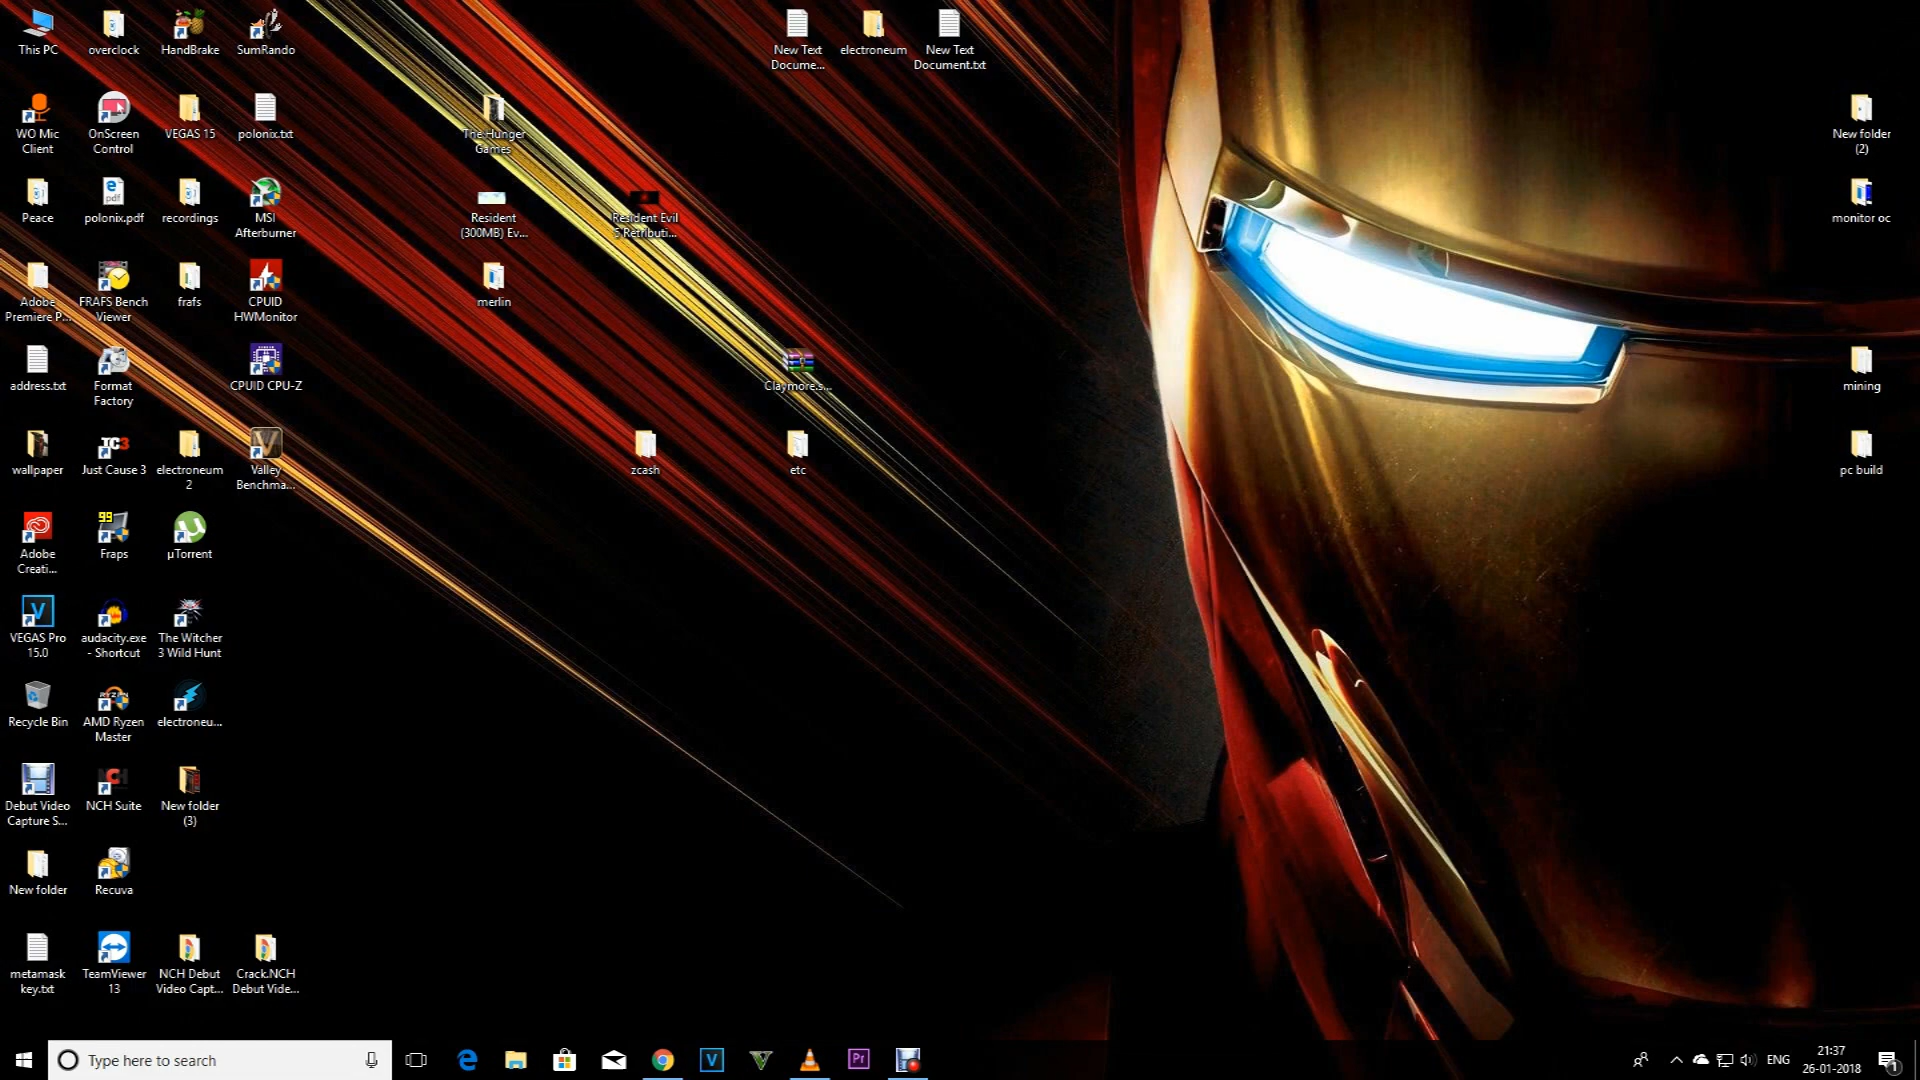 This PC
overclock
HandBrake
SumRando
New Text
Docume...
electroneum
New Text
Document.txt
WO Mic
Client
OnScreen
Control
VEGAS 15
polonix.txt
The Hunger
Games
New folder
(2)
Peace
polonix.pdf
recordings
MSI
Afterburner
Resident
(300MB) Ev...
Resident Evil
5 Retributi...
monitor oc
Adobe
Premiere P...
FRAFS Bench
Viewer
frafs
CPUID
HWMonitor
merlin
address.txt
Format
Factory
CPUID CPU-Z
Claymore.s...
mining
wallpaper
Just Cause 3
electroneum
2
Valley
Benchma...
zcash
etc
pc build
Adobe
Creati...
Fraps
µTorrent
VEGAS Pro
15.0
audacity.exe
- Shortcut
The Witcher
3 Wild Hunt
Recycle Bin
AMD Ryzen
Master
electroneu...
Debut Video
Capture S...
NCH Suite
New folder
(3)
New folder
Recuva
metamask
key.txt
TeamViewer
13
NCH Debut
Video Capt...
Crack.NCH
Debut Vide...
Type here to search
ENG
21:37
26-01-2018